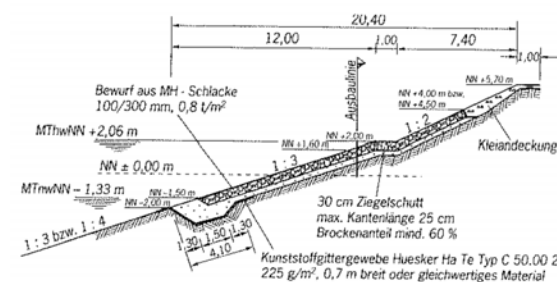 20,40
12,00
1.00
7,40
1,00
Ausbaulinie
NN +5,70 m
Bewurf aus MH - Schlacke
100/300 mm, 0,8 t/m²
NN +4,00 m bzw.
NN +4,50 m
1:2
Kleiandeckung
MThwNN +2,06 m
NN +2,00 m
NN +1,60 m
1:3
NN ± 0,00 m
MTnwNN - 1,33 m
NN -1,50 m
NN -2,00 m
30 cm Ziegelschutt
max. Kantenlänge 25 cm
Brockenanteil mind. 60 %
1:3 bzw. 1:4
1,30
1,50
1,30
4,10
Kunststoffgittergewebe Huesker Ha Te Typ C 50.00 2
225 g/m², 0,7 m breit oder gleichwertiges Material